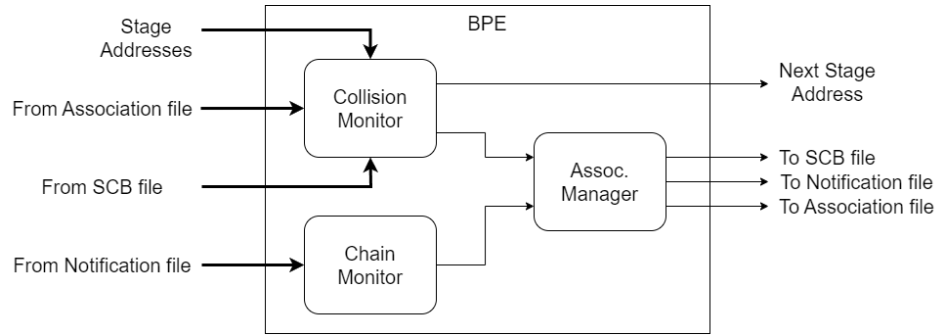 BPE
Stage
Addresses
Next Stage
Address
Collision
Monitor
From Association file
To SCB file
Assoc.
Manager
To Notification file
From SCB file
To Association file
Chain
Monitor
From Notification file